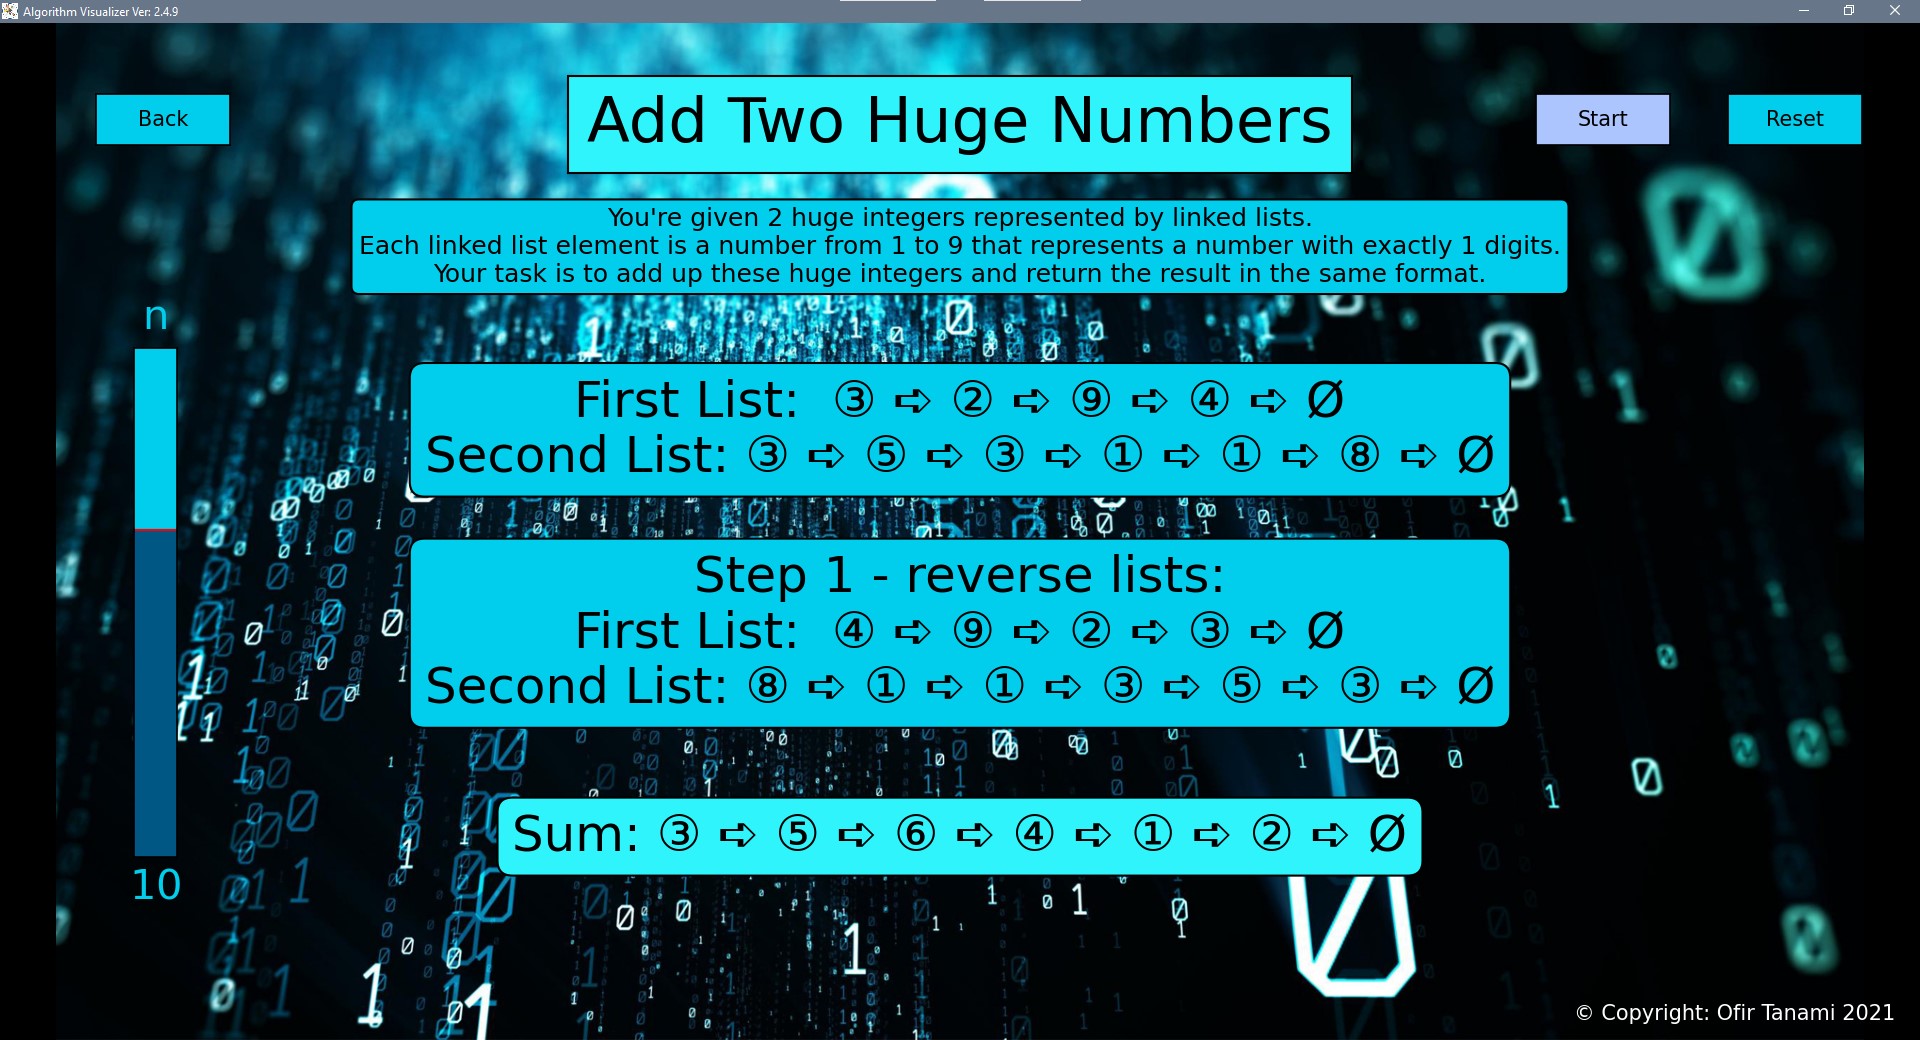 Algorithm Visualizer Ver: 2.4.9
Back
Add Two Huge Numbers
Start
Reset
You're given 2 huge integers represented by linked lists.
Each linked list element is a number from 1 to 9 that represents a number with exactly 1 digits.
Your task is to add up these huge integers and return the result in the same format.
n
First List: ③ ➪ ② ➪ ⑨ ➪ ④ ➪ Ø
Second List: ③ ➪ ⑤ ➪ ③ ➪ ① ➪ ① ➪ ⑧ ➪ Ø
Step 1 - reverse lists:
First List: ④ ➪ ⑨ ➪ ② ➪ ③ ➪ Ø
Second List: ⑧ ➪ ① ➪ ① ➪ ③ ➪ ⑤ ➪ ③ ➪ Ø
Sum: ③ ➪ ⑤ ➪ ⑥ ➪ ④ ➪ ① ➪ ② ➪ Ø
10
© Copyright: Ofir Tanami 2021